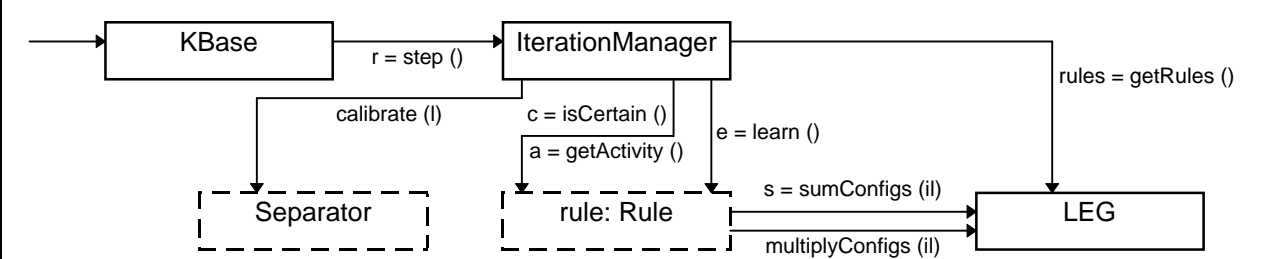 KBase
IterationManager
r = step ()
rules = getRules ()
calibrate (l)
c = isCertain ()
e = learn ()
a = getActivity ()
Separator
rule: Rule
s = sumConfigs (il)
LEG
multiplyConfigs (il)